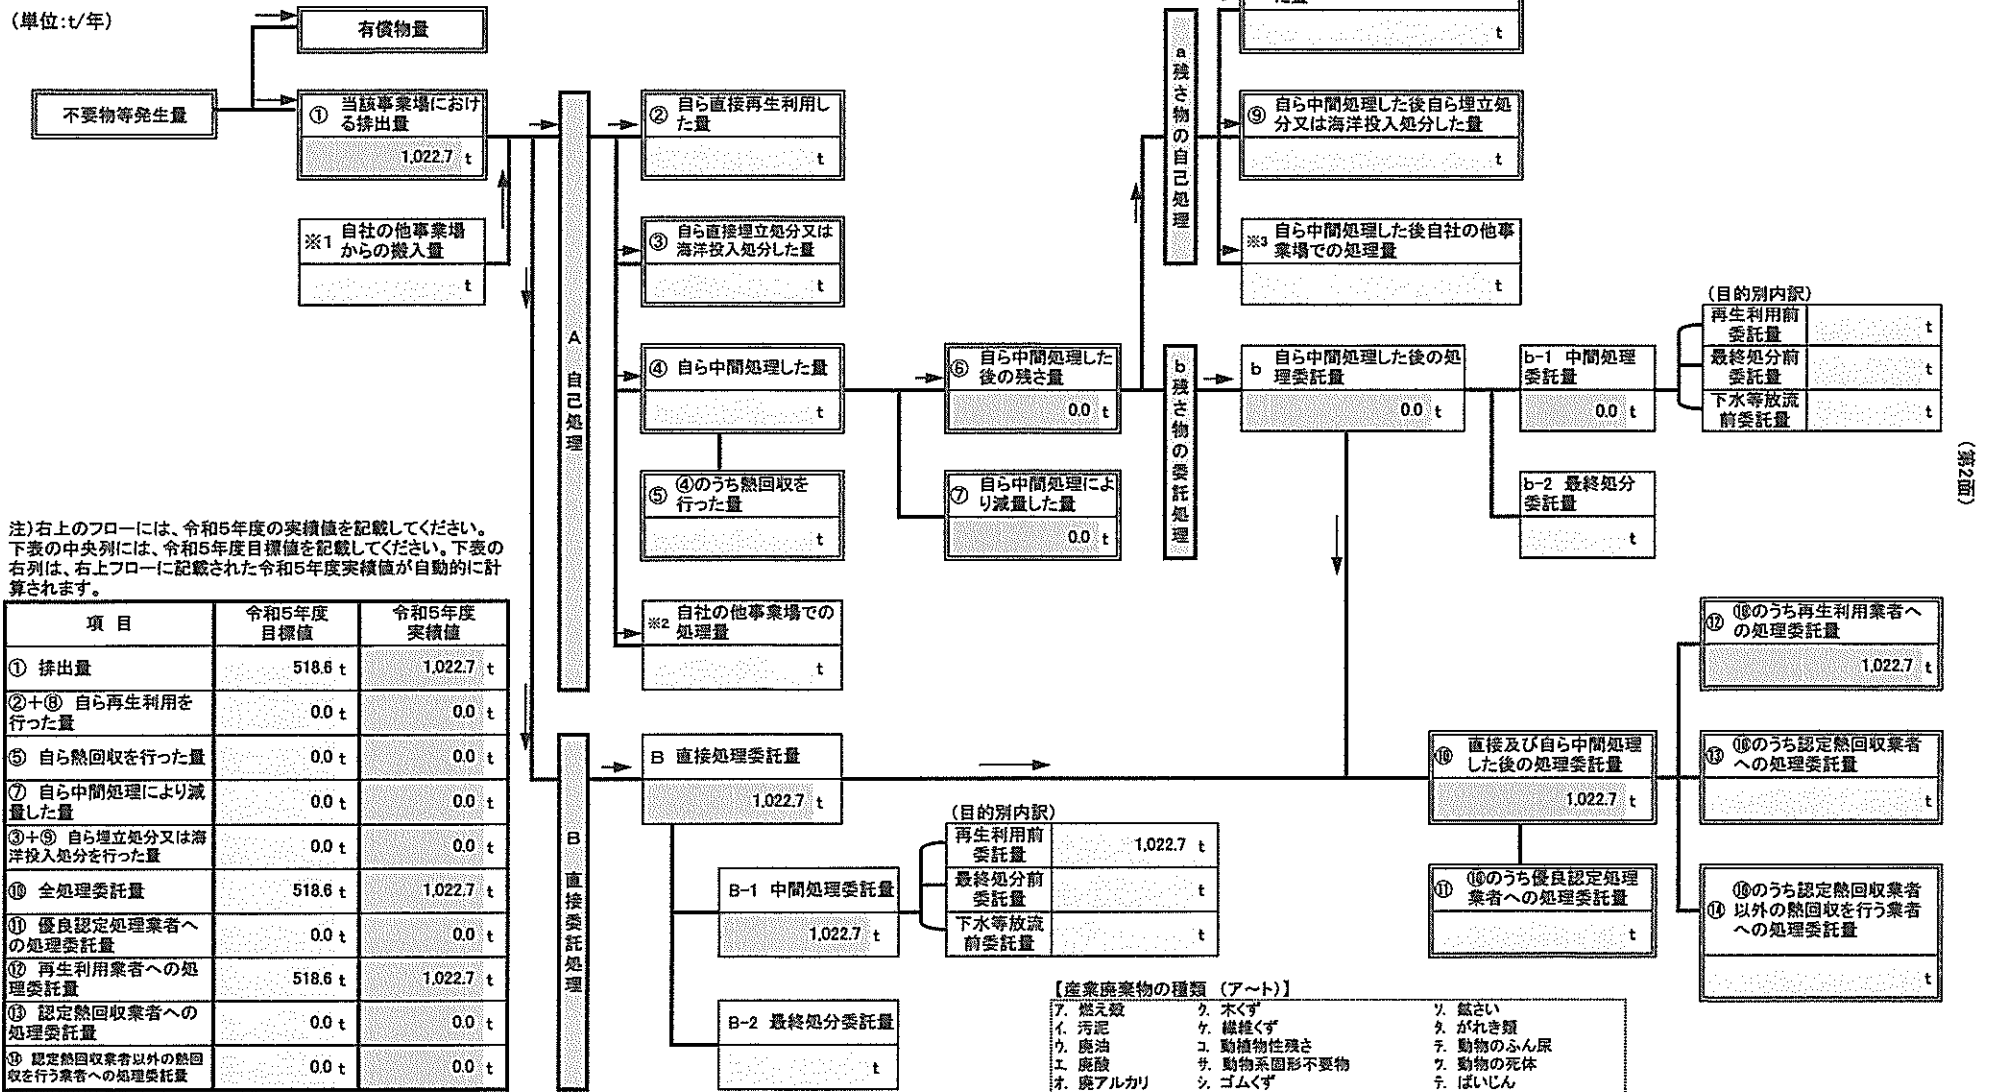 (単位:t/年)
有償物量
不要物等発生量
① 当該事業場におけ
る排出量
1,022.7 t
※1 自社の他事業場
からの搬入量
t
A 自己処理
② 自ら直接再生利用し
た量
t
③ 自ら直接埋立処分又は
海洋投入処分した量
t
④ 自ら中間処理した量
t
⑤ ④のうち熱回収を
行った量
t
※2 自社の他事業場での
処理量
t
⑥ 自ら中間処理した
後の残さ量
0.0 t
⑦ 自ら中間処理によ
り減量した量
0.0 t
a 残さ物の自己処理
た量
t
⑨ 自ら中間処理した後自ら埋立処
分又は海洋投入処分した量
t
※3 自ら中間処理した後自社の他事
業場での処理量
t
b 残さ物の委託処理
b 自ら中間処理した後の処
理委託量
0.0 t
b-1 中間処理
委託量
0.0 t
b-2 最終処分
委託量
t
(目的別内訳)
再生利用前
委託量
t
最終処分前
委託量
t
下水等放流
前委託量
t
(第2面)
注)右上のフローには、令和5年度の実績値を記載してください。
下表の中央列には、令和5年度目標値を記載してください。下表の
右列は、右上フローに記載された令和5年度実績値が自動的に計
算されます。
項 目 令和5年度 目標値 令和5年度 実績値
① 排出量 518.6 t 1,022.7 t
②+⑧ 自ら再生利用を
行った量 0.0 t 0.0 t
⑤ 自ら熱回収を行った量 0.0 t 0.0 t
⑦ 自ら中間処理により減
量した量 0.0 t 0.0 t
③+⑨ 自ら埋立処分又は海
洋投入処分を行った量 0.0 t 0.0 t
⑩ 全処理委託量 518.6 t 1,022.7 t
⑪ 優良認定処理業者へ
の処理委託量 0.0 t 0.0 t
⑫ 再生利用業者への処
理委託量 518.6 t 1,022.7 t
⑬ 認定熱回収業者への
処理委託量 0.0 t 0.0 t
⑭ 認定熱回収業者以外の熱回
収を行う業者への処理委託量 0.0 t 0.0 t
B 直接委託処理
B 直接処理委託量
1,022.7 t
B-1 中間処理委託量
1,022.7 t
B-2 最終処分委託量
t
(目的別内訳)
再生利用前
委託量
1,022.7 t
最終処分前
委託量
t
下水等放流
前委託量
t
⑩ 直接及び自ら中間処理
した後の処理委託量
1,022.7 t
⑪ ⑩のうち優良認定処理
業者への処理委託量
t
⑫ ⑩のうち再生利用業者へ
の処理委託量
1,022.7 t
⑬ ⑩のうち認定熱回収業者
への処理委託量
t
⑭ ⑩のうち認定熱回収業者
以外の熱回収を行う業者
への処理委託量
t
【産業廃棄物の種類 (ア~ト)】
ア. 燃え殻 ク. 木くず ソ. 鉱さい
イ. 汚泥 ケ. 繊維くず タ. がれき類
ウ. 廃油 コ. 動植物性残さ チ. 動物のふん尿
エ. 廃酸 サ. 動物系固形不要物 ツ. 動物の死体
オ. 廃アルカリ シ. ゴムくず テ. ばいじん